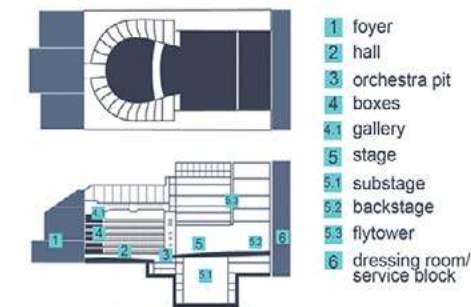 1 foyer
2 hall
3 orchestra pit
4 boxes
4.1 gallery
5 stage
5.1 substage
5.2 backstage
5.3 flytower
6 dressing room/
service block
4.1
5.3
4
1
2
3
5
5.2
6
5.1